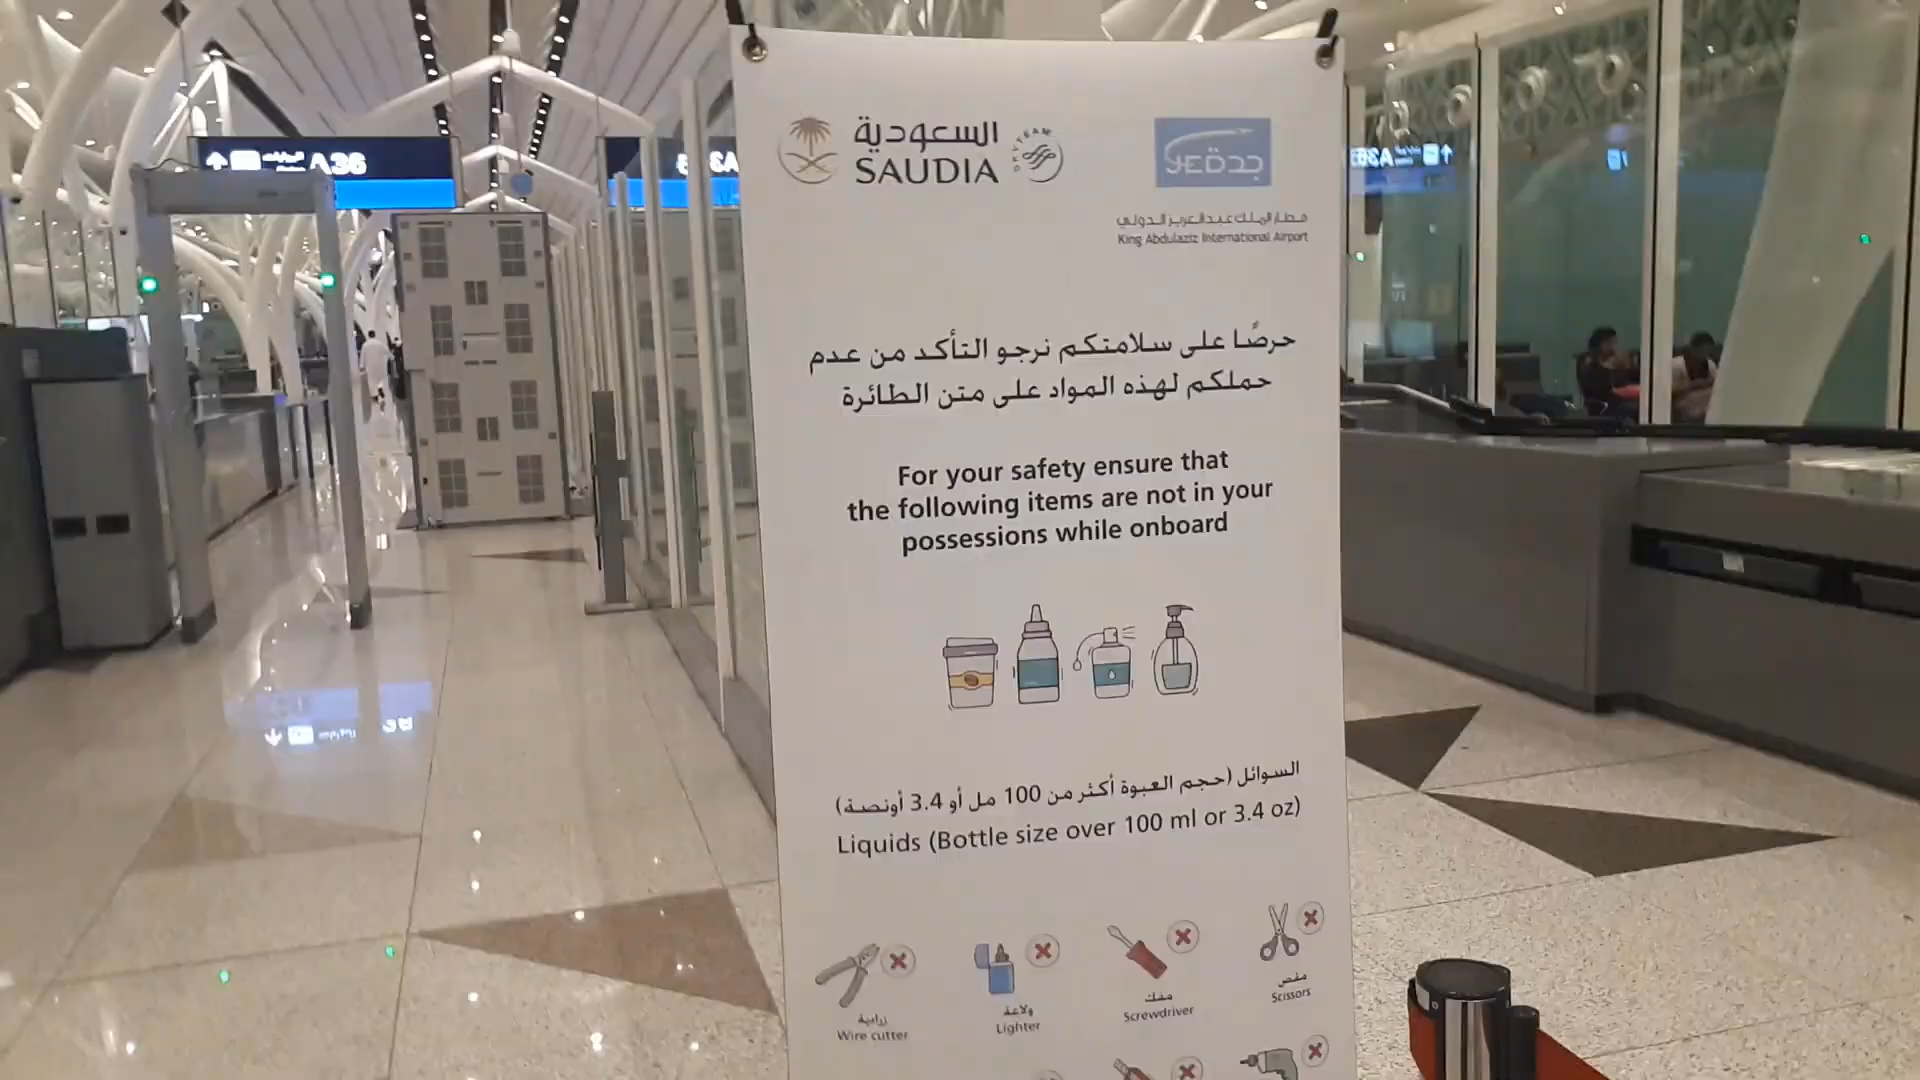 A36
السعودية
SAUDIA
SKYTEAM
جدة
JED
مطار الملك عبدالعزيز الدولي
King Abdulaziz International Airport
حرصًا على سلامتكم نرجو التأكد من عدم
حملكم لهذه المواد على متن الطائرة
For your safety ensure that
the following items are not in your
possessions while onboard
السوائل (حجم العبوة أكثر من 100 مل أو 3.4 أونصة)
Liquids (Bottle size over 100 ml or 3.4 oz)
زرادية
Wire cutter
ولاعة
Lighter
مفك
Screwdriver
مقص
Scissors